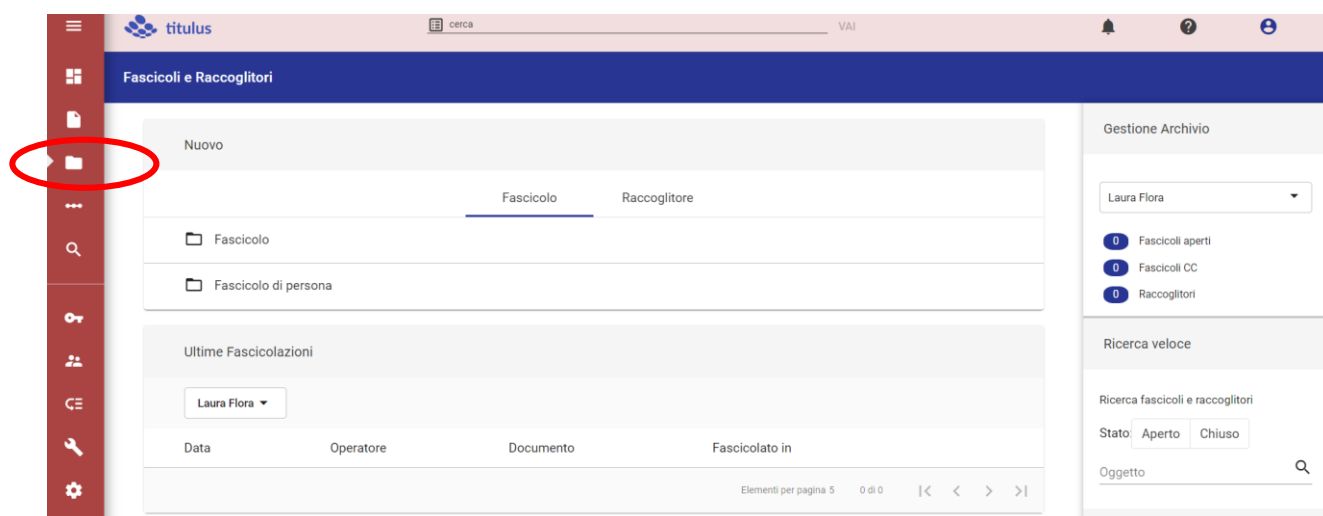 titulus
cerca
VAI
Fascicoli e Raccoglitori
Nuovo
Fascicolo Raccoglitore
Fascicolo
Fascicolo di persona
Ultime Fascicolazioni
Laura Flora
Data Operatore Documento Fascicolato in
Elementi per pagina 5 0 di 0
Gestione Archivio
Laura Flora
0 Fascicoli aperti
0 Fascicoli CC
0 Raccoglitori
Ricerca veloce
Ricerca fascicoli e raccoglitori
Stato: Aperto Chiuso
Oggetto